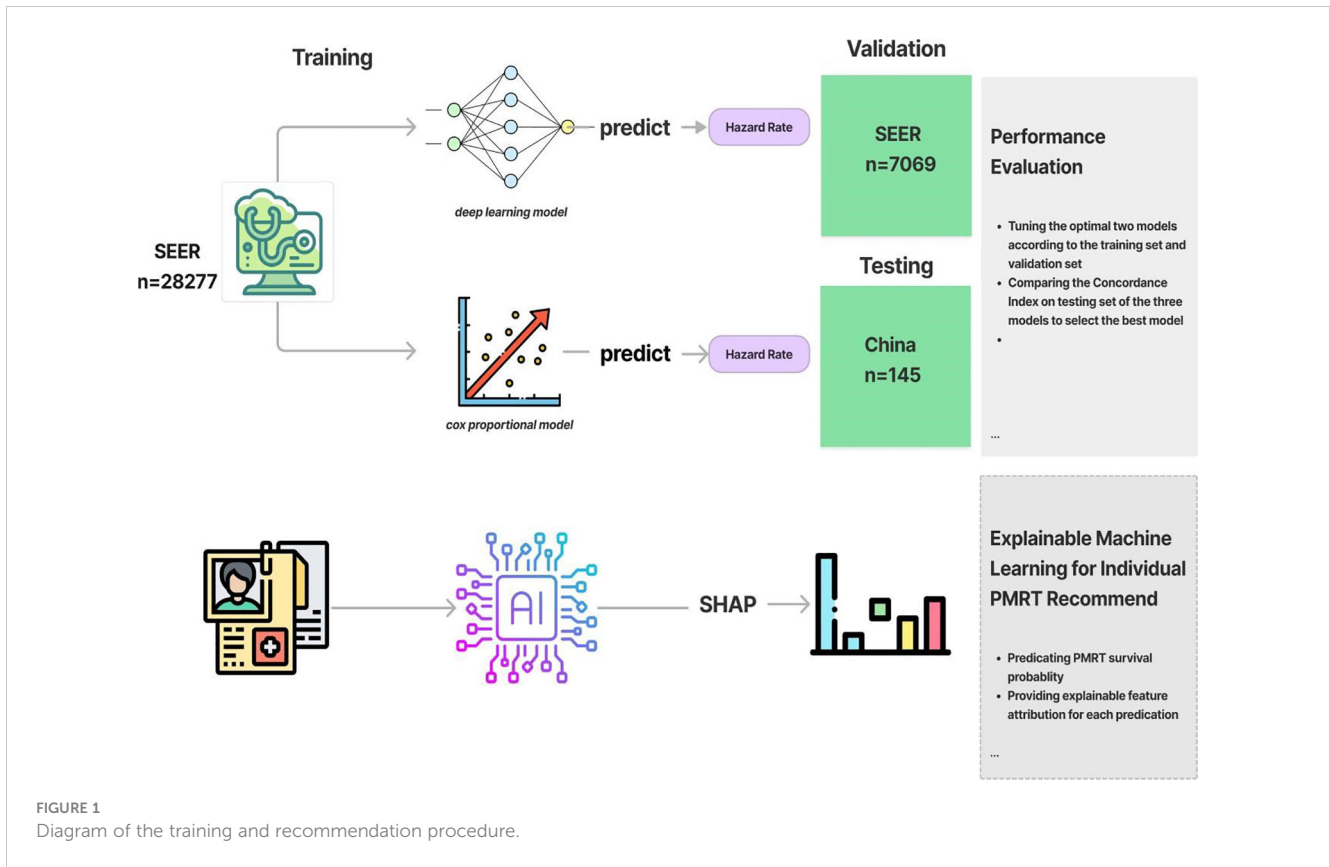 Training
SEER
n=28277
deep learning model
predict
Hazard Rate
cox proportional model
predict
Hazard Rate
Validation
SEER
n=7069
Testing
China
n=145
Performance
Evaluation
• Tuning the optimal two models
according to the training set and
validation set
• Comparing the Concordance
Index on testing set of the three
models to select the best model
•
...
AI
SHAP
Explainable Machine
Learning for Individual
PMRT Recommend
• Predicating PMRT survival
probablity
• Providing explainable feature
attribution for each predication
...
FIGURE 1
Diagram of the training and recommendation procedure.